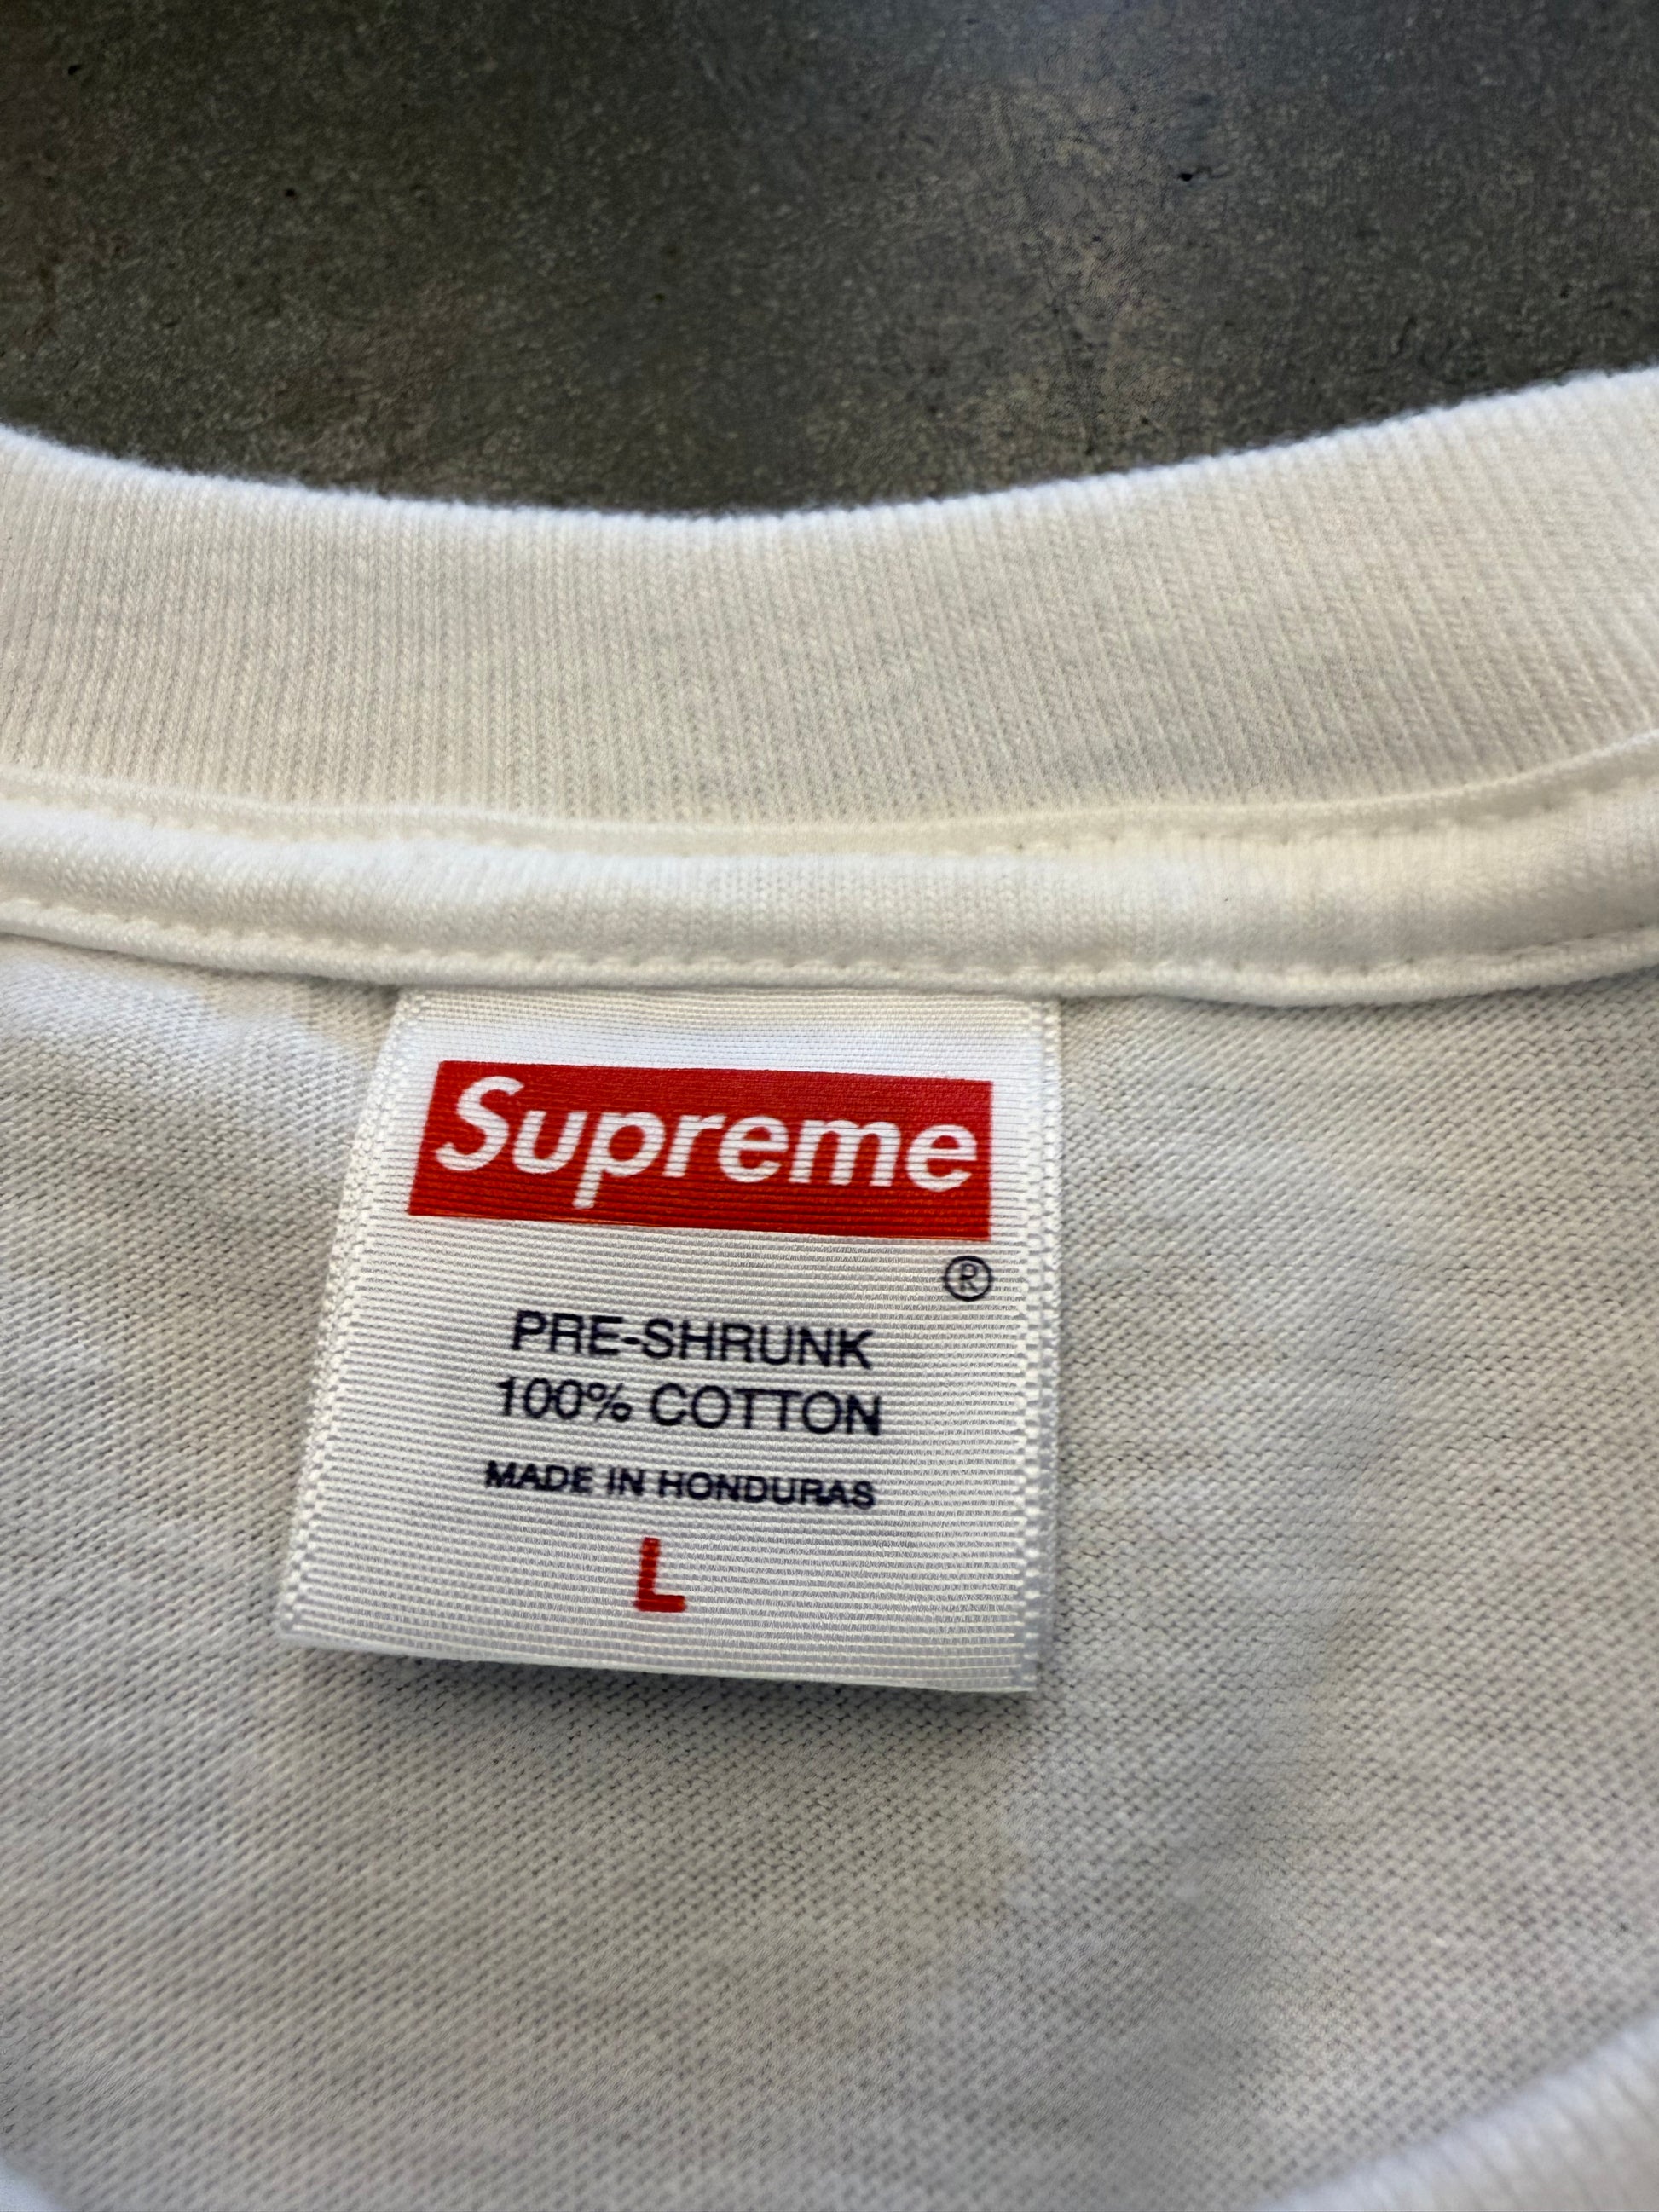 Supreme
®
PRE-SHRUNK
100% COTTON
MADE IN HONDURAS
L